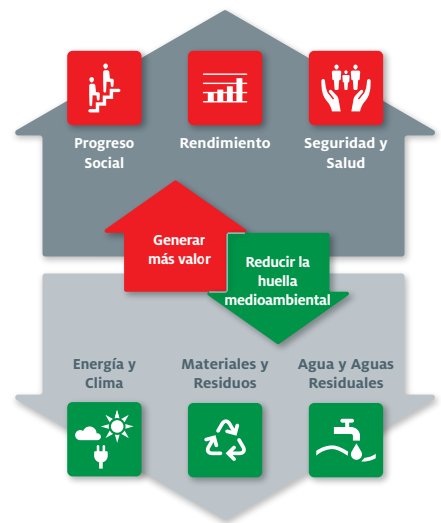 Progreso
Social
Rendimiento
Seguridad y
Salud
Generar
más valor
Reducir la
huella
medioambiental
Energía y
Clima
Materiales y
Residuos
Agua y Aguas
Residuales